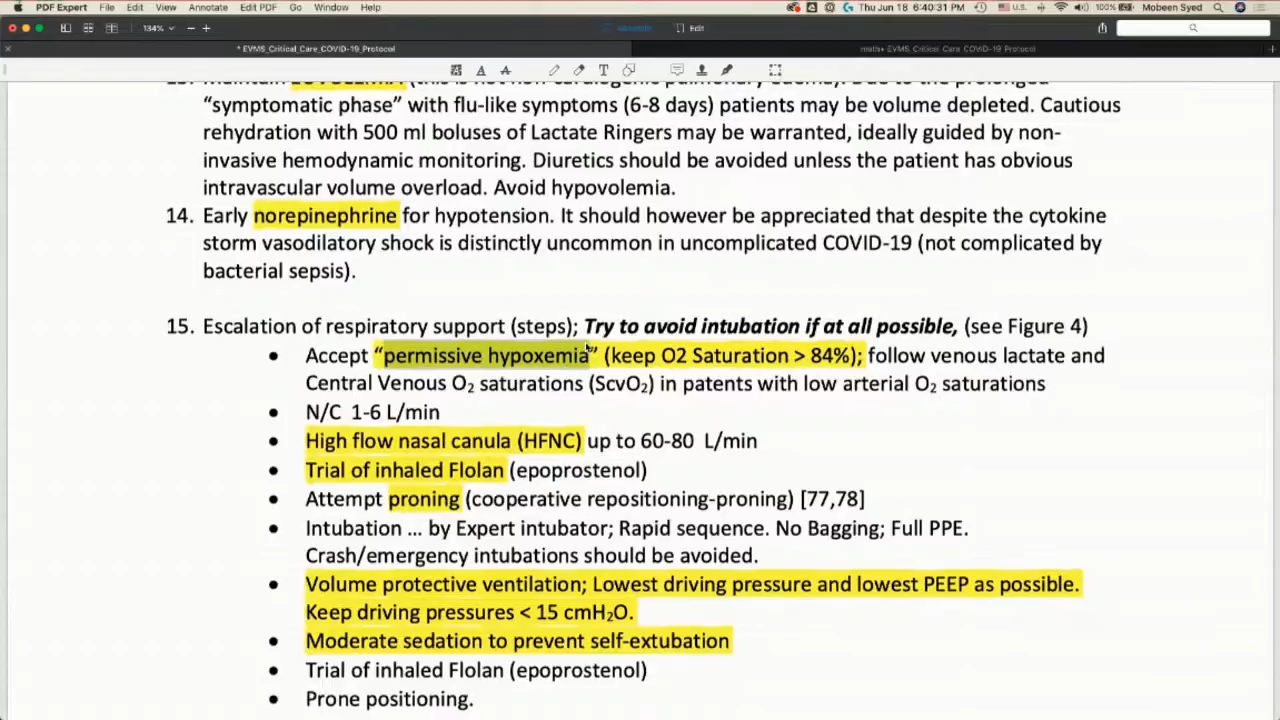 PDF Expert File Edit View Annotate Edit PDF Go Window Help 100% Thu Jun 18 6:40:31 PM U.S. Mobeen Syed
134% Edit
* EVMS_Critical_Care_COVID-19_Protocol math+ EVMS_Critical Care COVID-19 Protocol
“symptomatic phase” with flu-like symptoms (6-8 days) patients may be volume depleted. Cautious
rehydration with 500 ml boluses of Lactate Ringers may be warranted, ideally guided by non-
invasive hemodynamic monitoring. Diuretics should be avoided unless the patient has obvious
intravascular volume overload. Avoid hypovolemia.
14. Early norepinephrine for hypotension. It should however be appreciated that despite the cytokine
storm vasodilatory shock is distinctly uncommon in uncomplicated COVID-19 (not complicated by
bacterial sepsis).
15. Escalation of respiratory support (steps); Try to avoid intubation if at all possible, (see Figure 4)
• Accept “permissive hypoxemia” (keep O2 Saturation > 84%); follow venous lactate and
Central Venous O₂ saturations (ScvO₂) in patents with low arterial O₂ saturations
• N/C 1-6 L/min
• High flow nasal canula (HFNC) up to 60-80 L/min
• Trial of inhaled Flolan (epoprostenol)
• Attempt proning (cooperative repositioning-proning) [77,78]
• Intubation ... by Expert intubator; Rapid sequence. No Bagging; Full PPE.
Crash/emergency intubations should be avoided.
• Volume protective ventilation; Lowest driving pressure and lowest PEEP as possible.
Keep driving pressures < 15 cmH₂O.
• Moderate sedation to prevent self-extubation
• Trial of inhaled Flolan (epoprostenol)
• Prone positioning.